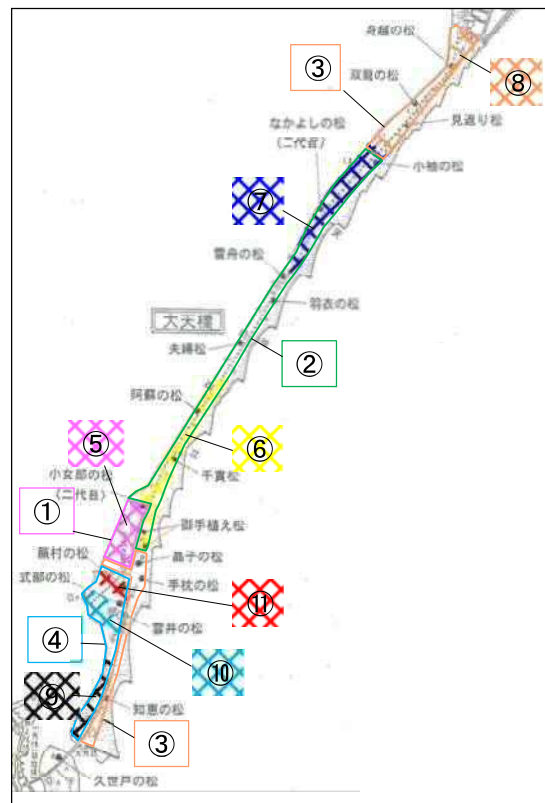 舟越の松
③
⑧
双龍の松
見返り松
なかよしの松
(二代目)
小袖の松
⑦
雪舟の松
羽衣の松
大天橋
夫婦松
②
阿蘇の松
⑤
⑥
千貫松
小女郎の松
(二代目)
①
御手植え松
蕪村の松
晶子の松
式部の松
手枕の松
⑪
雲井の松
④
⑩
⑨
知恵の松
③
久世戸の松